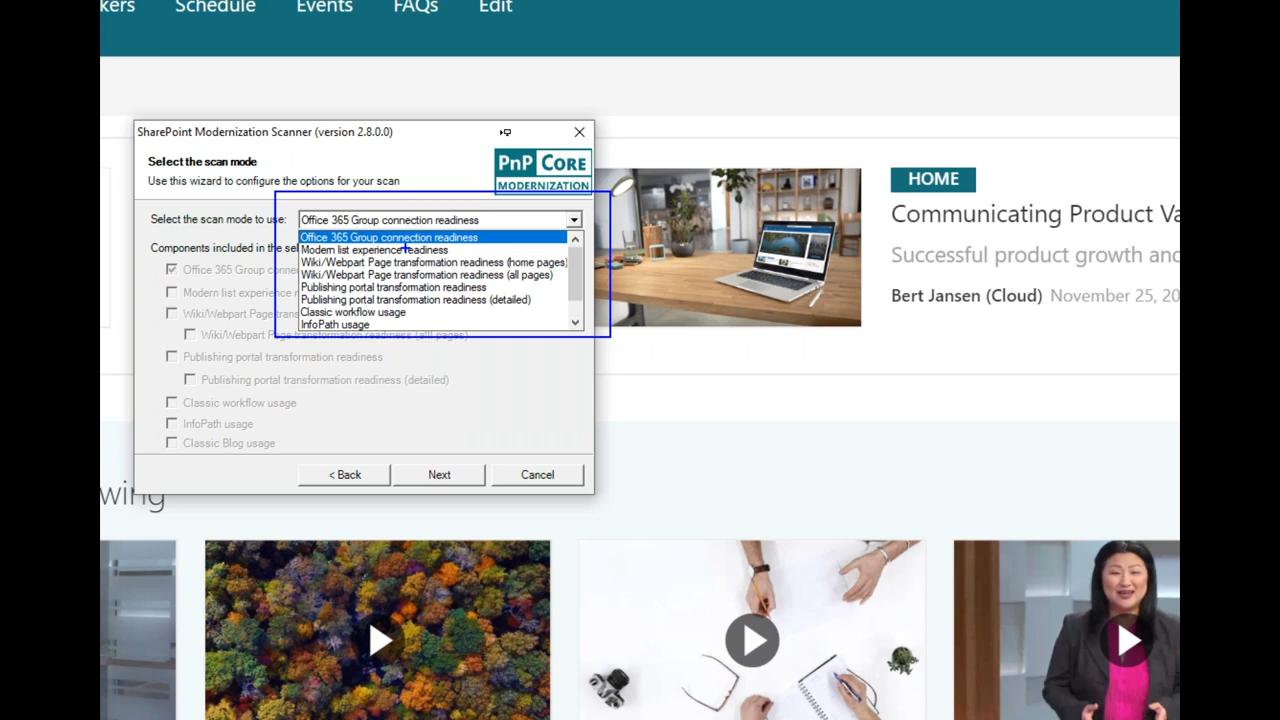 kers Schedule Events FAQs Edit
SharePoint Modernization Scanner (version 2.8.0.0)
Select the scan mode
Use this wizard to configure the options for your scan
PnP CORE
MODERNIZATION
Select the scan mode to use: Office 365 Group connection readiness
Office 365 Group connection readiness
Modern list experience readiness
Wiki/Webpart Page transformation readiness (home pages)
Wiki/Webpart Page transformation readiness (all pages)
Publishing portal transformation readiness
Publishing portal transformation readiness (detailed)
Classic workflow usage
InfoPath usage
Components included in the se
Office 365 Group conne
Modern list experience r
Wiki/Webpart Page trans
Wiki/Webpart Page transformation readiness (alll pages)
Publishing portal transformation readiness
Publishing portal transformation readiness (detailed)
Classic workflow usage
InfoPath usage
Classic Blog usage
< Back Next Cancel
HOME
Communicating Product Va
Successful product growth and
Bert Jansen (Cloud) November 25, 20
wing